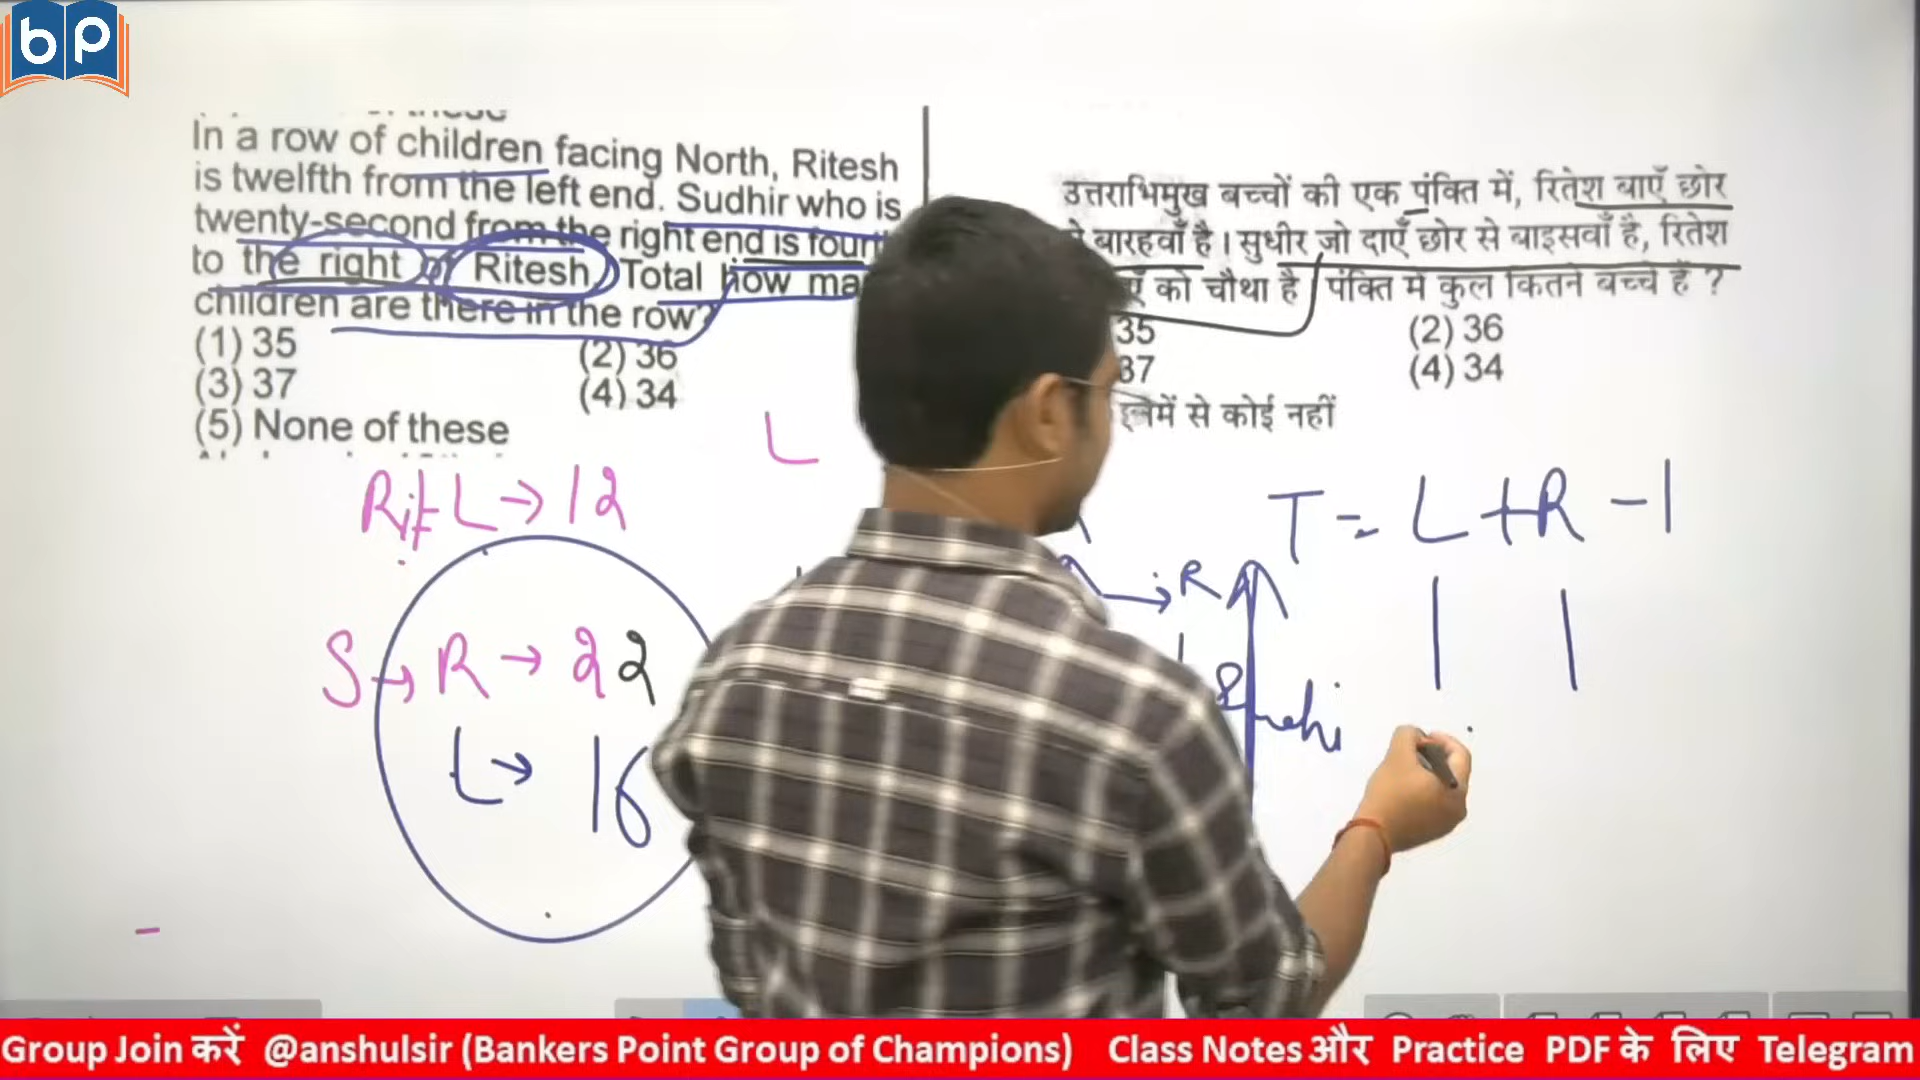 bp
In a row of children facing North, Ritesh
is twelfth from the left end. Sudhir who is
twenty-second from the right end is fourth
to the right of Ritesh. Total how ma
children are there in the row?
(1) 35 (2) 36
(3) 37 (4) 34
(5) None of these
उत्तराभिमुख बच्चों की एक पंक्ति में, रितेश बाएँ छोर
से बारहवाँ है। सुधीर जो दाएँ छोर से बाइसवाँ है, रितेश
को चौथा है पंक्ति में कुल कितने बच्चे हैं ?
35 (2) 36
37 (4) 34
इनमें से कोई नहीं
L
Rit L → 12
T = L + R - 1
R
S → R → 22
L → 16
Group Join करें @anshulsir (Bankers Point Group of Champions) Class Notes और Practice PDF के लिए Telegram